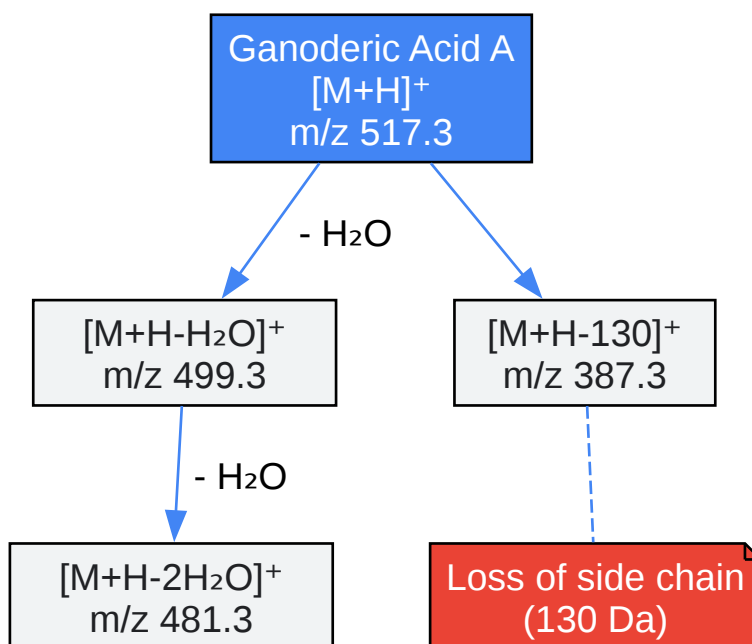 Ganoderic Acid A
[M+H]⁺
m/z 517.3
- H₂O
[M+H-H₂O]⁺
m/z 499.3
[M+H-130]⁺
m/z 387.3
- H₂O
[M+H-2H₂O]⁺
m/z 481.3
Loss of side chain
(130 Da)